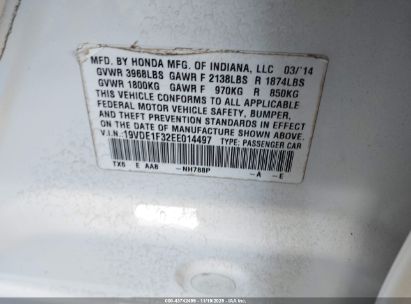 MFD. BY HONDA MFG. OF INDIANA, LLC 03/'14
GVWR 3968LBS GAWR F 2138LBS R 1874LBS
GVWR 1800KG GAWR F 970KG R 850KG
THIS VEHICLE CONFORMS TO ALL APPLICABLE
FEDERAL MOTOR VEHICLE SAFETY, BUMPER,
AND THEFT PREVENTION STANDARDS IN EFFECT
ON THE DATE OF MANUFACTURE SHOWN ABOVE.
V.I.N.: 19VDE1F32EE014497 TYPE: PASSENGER CAR
TX6 E AAB -NH788P -A -E